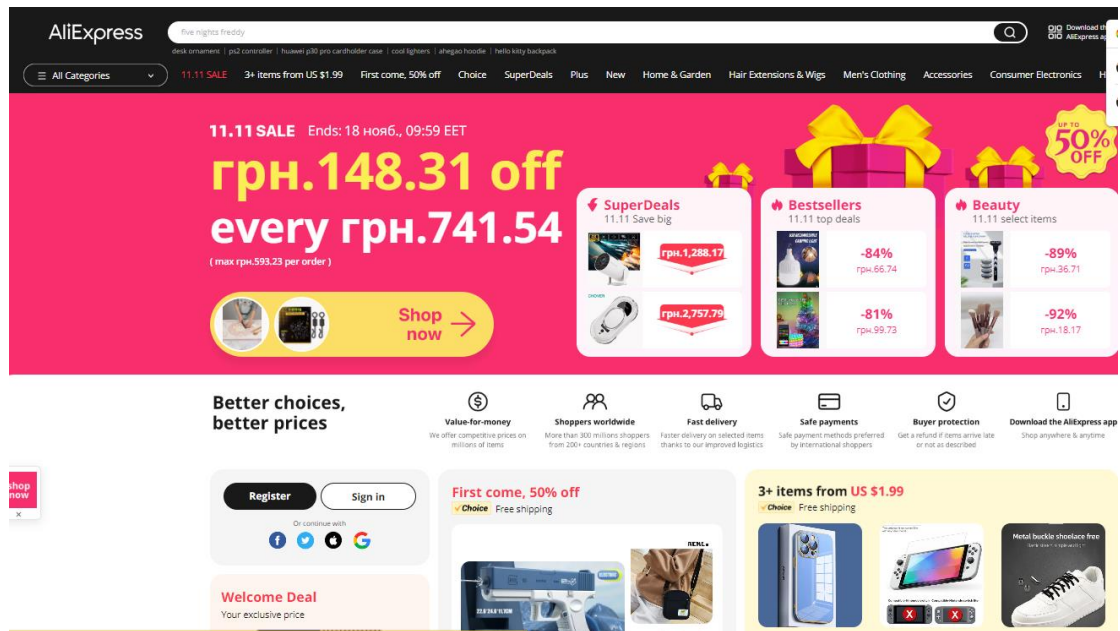 AliExpress
five nights freddy
Download th
AliExpress ap
desk ornament | ps2 controller | huawei p30 pro cardholder case | cool lighters | ahegao hoodie | hello kitty backpack
All Categories
11.11 SALE
3+ items from US $1.99
First come, 50% off
Choice
SuperDeals
Plus
New
Home & Garden
Hair Extensions & Wigs
Men's Clothing
Accessories
Consumer Electronics
H
11.11 SALE Ends: 18 нояб., 09:59 EET
грн.148.31 off
every грн.741.54
( max грн.593.23 per order )
Shop
now
UP TO
50%
OFF
SuperDeals
11.11 Save big
грн.1,288.17
грн.2,757.79
Bestsellers
11.11 top deals
-84%
грн.66.74
-81%
грн.99.73
Beauty
11.11 select items
-89%
грн.36.71
-92%
грн.18.17
Better choices,
better prices
Value-for-money
We offer competitive prices on
millions of items
Shoppers worldwide
More than 300 millions shoppers
from 200+ countries & regions
Fast delivery
Faster delivery on selected items
thanks to our improved logistics
Safe payments
Safe payment methods preferred
by international shoppers
Buyer protection
Get a refund if items arrive late
or not as described
Download the AliExpress app
Shop anywhere & anytime
shop
now
Register
Sign in
Or continue with
Welcome Deal
Your exclusive price
First come, 50% off
Choice Free shipping
3+ items from US $1.99
Choice Free shipping
Metal buckle shoelace free